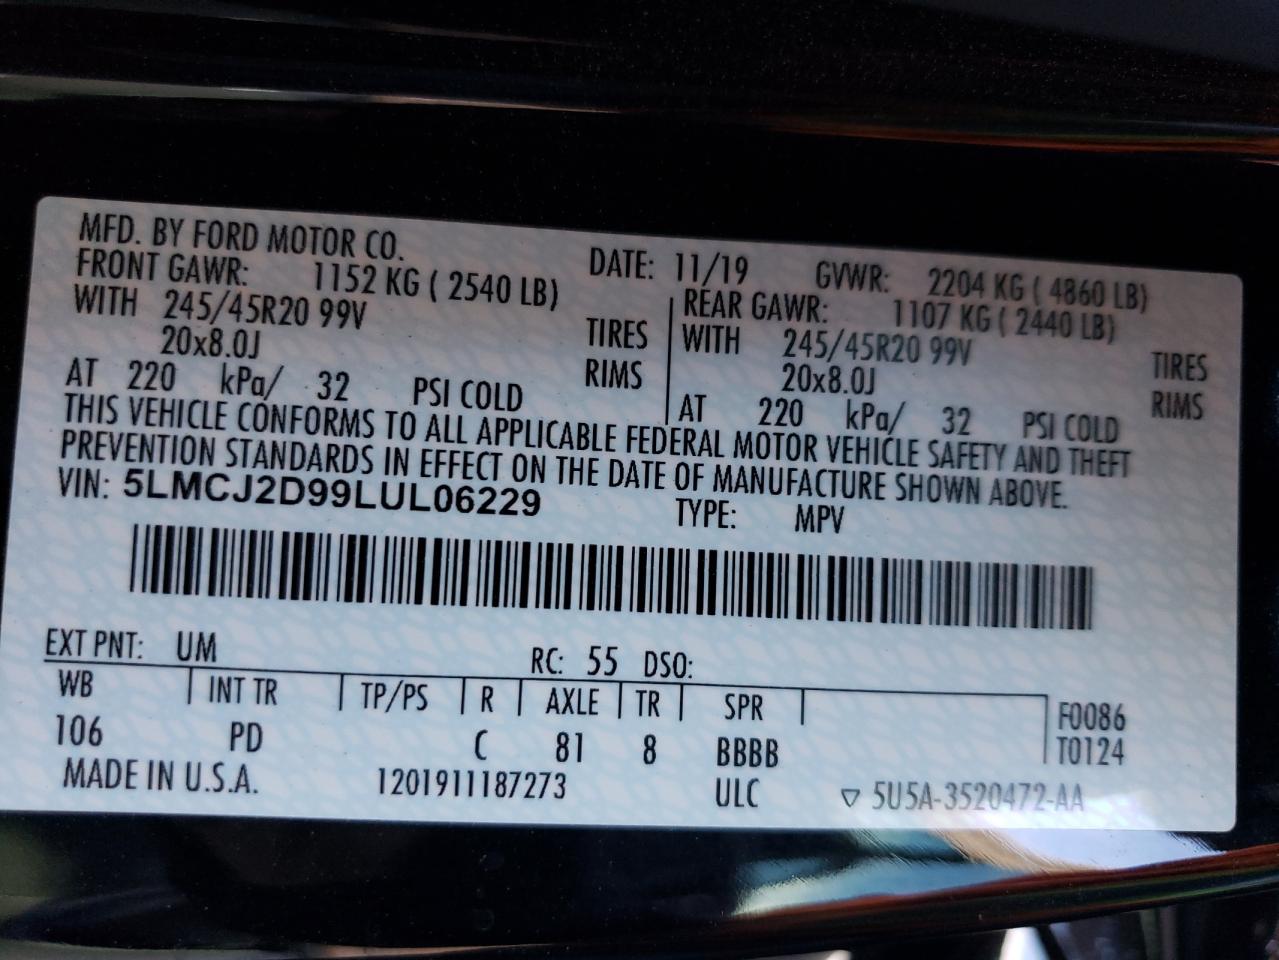 MFD. BY FORD MOTOR CO.
DATE: 11/19 GVWR: 2204 KG ( 4860 LB)
FRONT GAWR: 1152 KG ( 2540 LB)
WITH 245/45R20 99V TIRES
20x8.0J RIMS
AT 220 kPa/ 32 PSI COLD
REAR GAWR: 1107 KG ( 2440 LB)
WITH 245/45R20 99V TIRES
20x8.0J RIMS
AT 220 kPa/ 32 PSI COLD
THIS VEHICLE CONFORMS TO ALL APPLICABLE FEDERAL MOTOR VEHICLE SAFETY AND THEFT
PREVENTION STANDARDS IN EFFECT ON THE DATE OF MANUFACTURE SHOWN ABOVE.
VIN: 5LMCJ2D99LUL06229 TYPE: MPV
EXT PNT: UM RC: 55 DSO:
WB INT TR TP/PS R AXLE TR SPR
106 PD C 81 8 BBBB
F0086
T0124
MADE IN U.S.A. 1201911187273 ULC ▽ 5U5A-3520472-AA